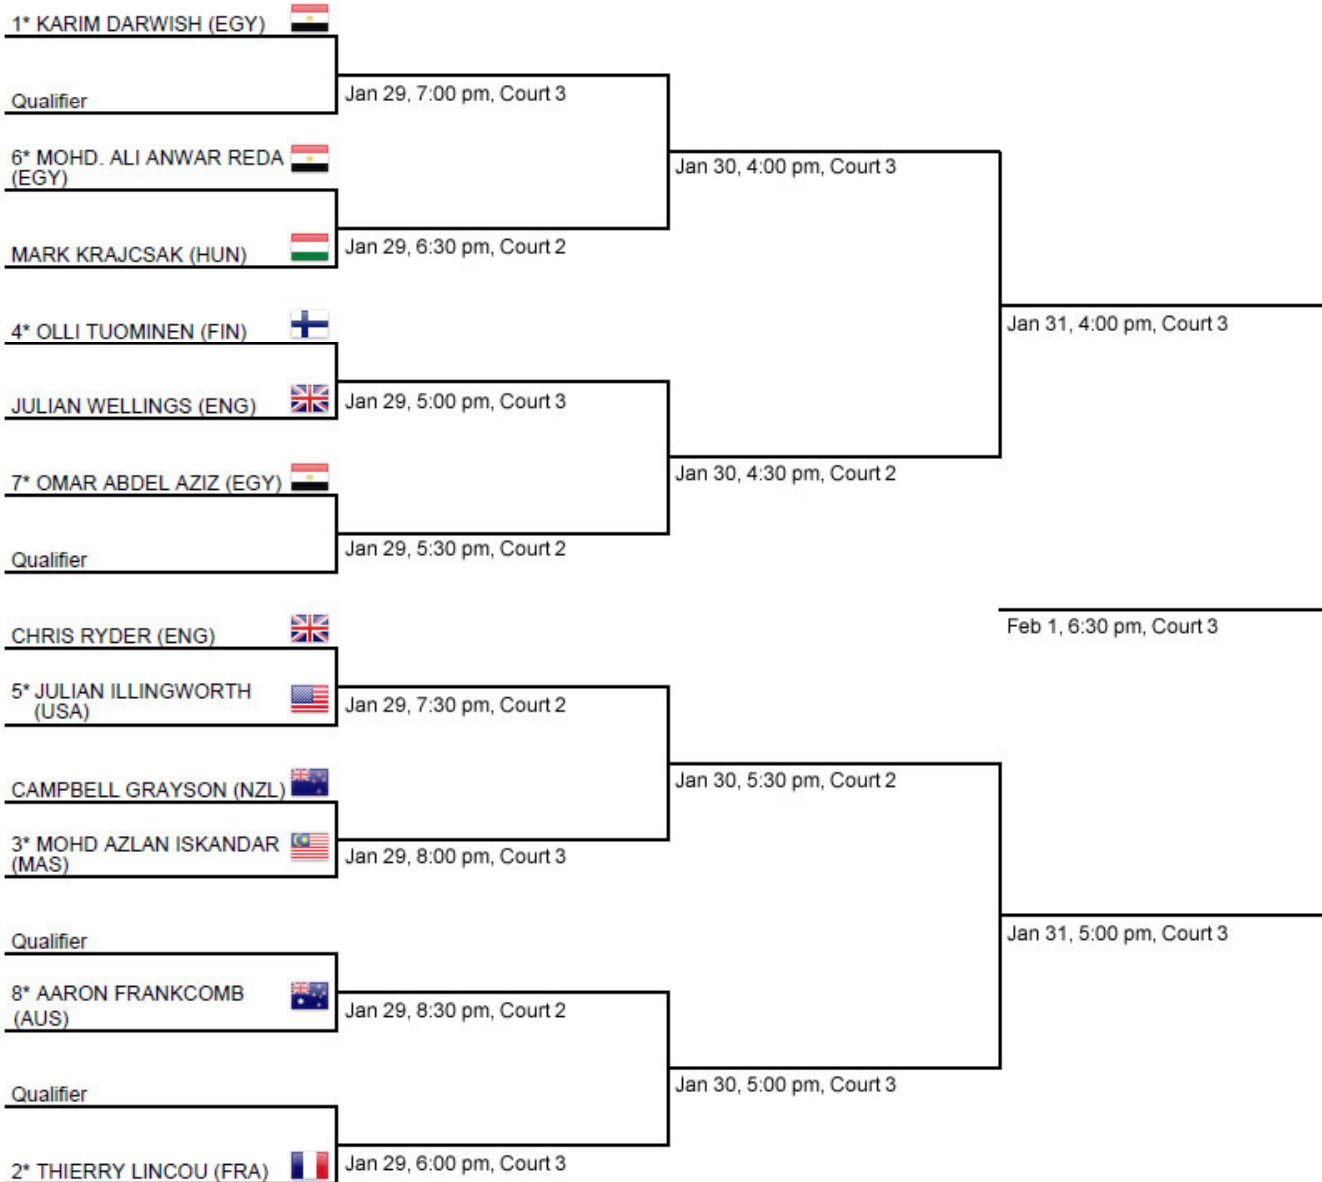 1* KARIM DARWISH (EGY)
Qualifier
Jan 29, 7:00 pm, Court 3
6* MOHD. ALI ANWAR REDA
(EGY)
Jan 30, 4:00 pm, Court 3
MARK KRAJCSAK (HUN)
Jan 29, 6:30 pm, Court 2
4* OLLI TUOMINEN (FIN)
Jan 31, 4:00 pm, Court 3
JULIAN WELLINGS (ENG)
Jan 29, 5:00 pm, Court 3
7* OMAR ABDEL AZIZ (EGY)
Jan 30, 4:30 pm, Court 2
Qualifier
Jan 29, 5:30 pm, Court 2
CHRIS RYDER (ENG)
Feb 1, 6:30 pm, Court 3
5* JULIAN ILLINGWORTH
(USA)
Jan 29, 7:30 pm, Court 2
CAMPBELL GRAYSON (NZL)
Jan 30, 5:30 pm, Court 2
3* MOHD AZLAN ISKANDAR
(MAS)
Jan 29, 8:00 pm, Court 3
Qualifier
Jan 31, 5:00 pm, Court 3
8* AARON FRANKCOMB
(AUS)
Jan 29, 8:30 pm, Court 2
Qualifier
Jan 30, 5:00 pm, Court 3
2* THIERRY LINCOU (FRA)
Jan 29, 6:00 pm, Court 3